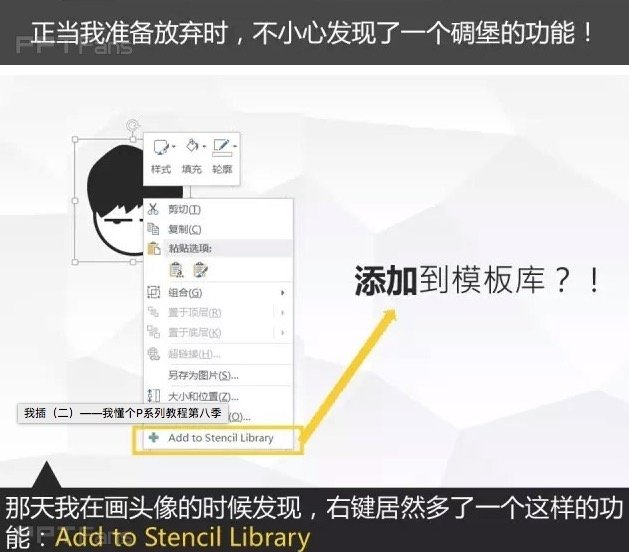 正当我准备放弃时，不小心发现了一个碉堡的功能！
PPTFans
样式 填充 轮廓
剪切(T)
复制(C)
粘贴选项:
组合(G)
置于顶层(R)
置于底层(K)
超链接(H)...
另存为图片(S)...
大小和位置(Z)...
我插（二）——我懂个P系列教程第八季
(O)...
Add to Stencil Library
添加到模板库？！
那天我在画头像的时候发现，右键居然多了一个这样的功
能：Add to Stencil Library
PPTFans